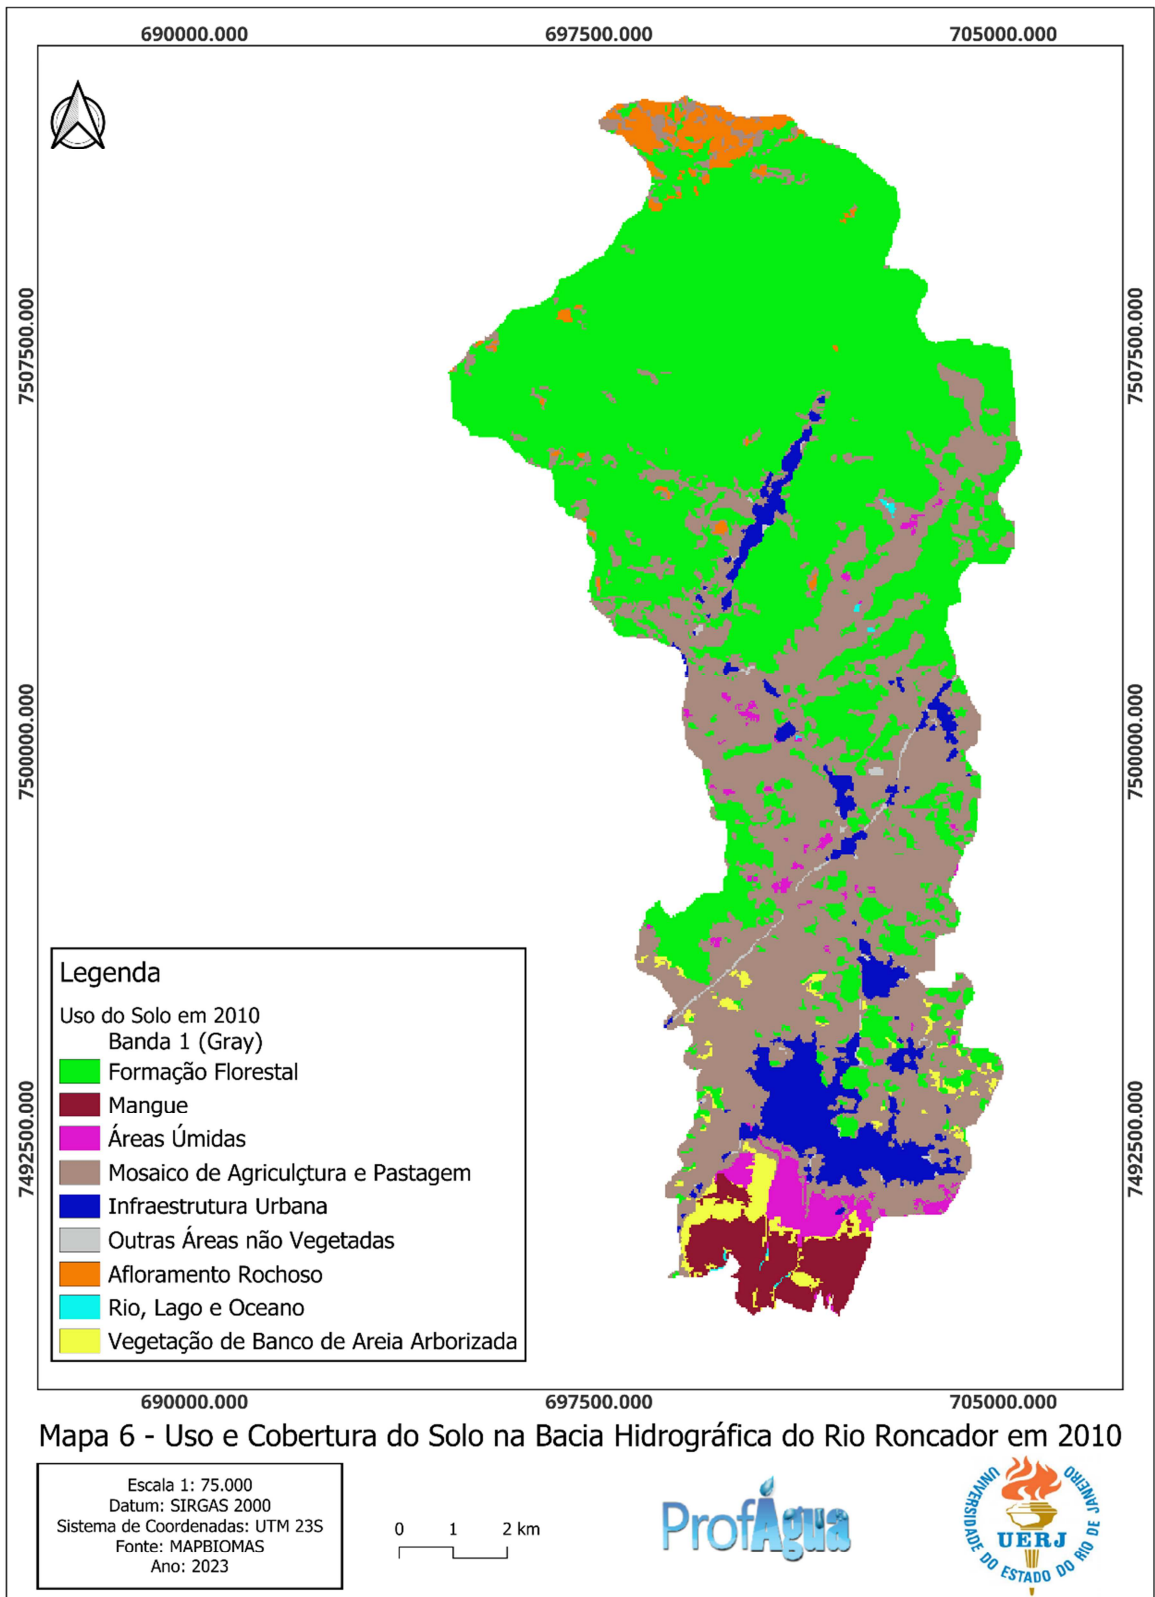 690000.000 697500.000 705000.000
7507500.000 7507500.000
7500000.000 7500000.000
7492500.000 7492500.000
Legenda
Uso do Solo em 2010
Banda 1 (Gray)
Formação Florestal
Mangue
Áreas Úmidas
Mosaico de Agriculçtura e Pastagem
Infraestrutura Urbana
Outras Áreas não Vegetadas
Afloramento Rochoso
Rio, Lago e Oceano
Vegetação de Banco de Areia Arborizada
690000.000 697500.000 705000.000
Mapa 6 - Uso e Cobertura do Solo na Bacia Hidrográfica do Rio Roncador em 2010
Escala 1: 75.000
Datum: SIRGAS 2000
Sistema de Coordenadas: UTM 23S
Fonte: MAPBIOMAS
Ano: 2023
0 1 2 km
ProfÁgua
UNIVERSIDADE DO ESTADO DO RIO DE JANEIRO
UERJ